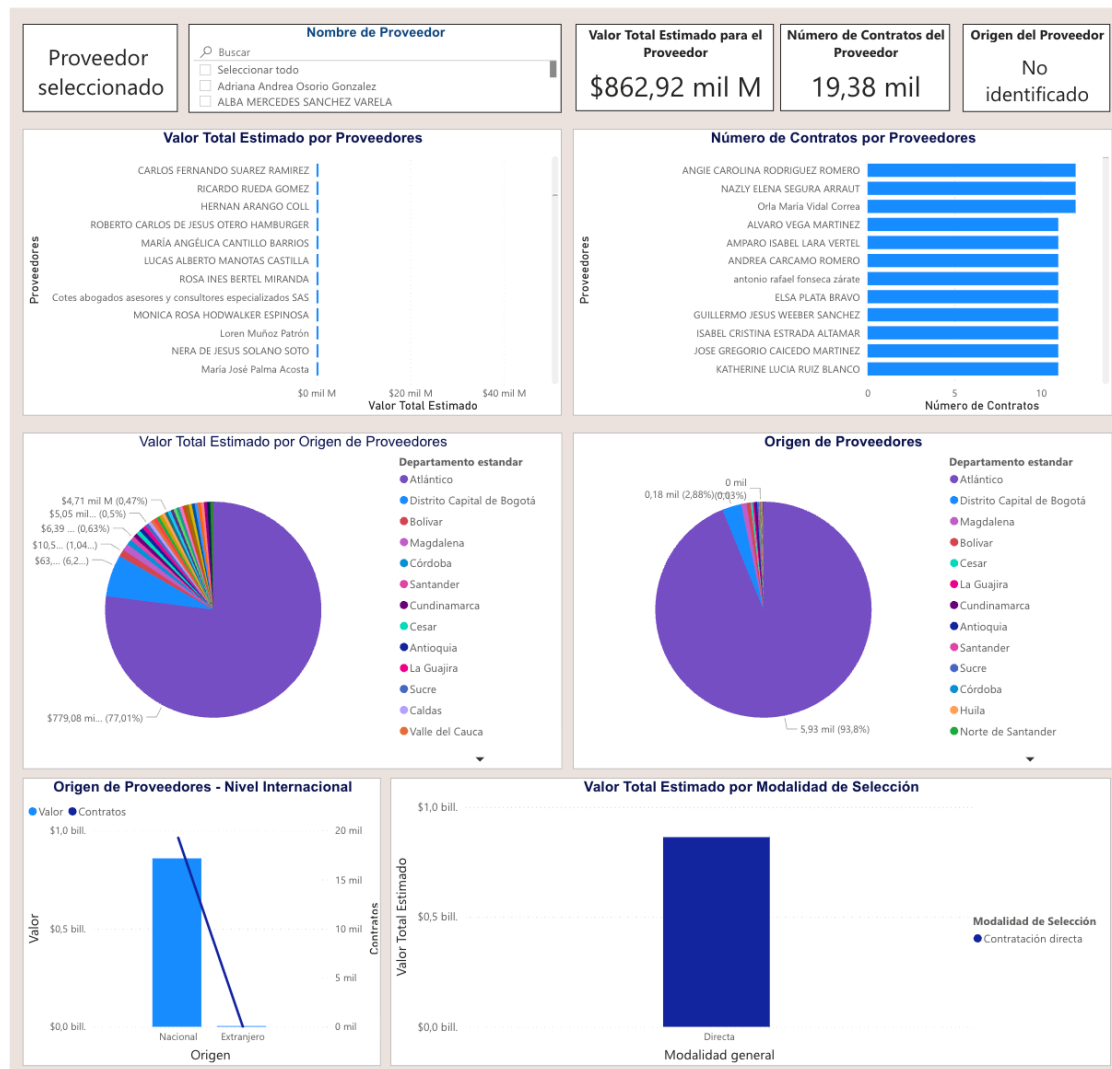 Proveedor
seleccionado
Nombre de Proveedor
Buscar
Seleccionar todo
Adriana Andrea Osorio Gonzalez
ALBA MERCEDES SANCHEZ VARELA
Valor Total Estimado para el
Proveedor
$862,92 mil M
Número de Contratos del
Proveedor
19,38 mil
Origen del Proveedor
No
identificado
Valor Total Estimado por Proveedores
Proveedores
CARLOS FERNANDO SUAREZ RAMIREZ
RICARDO RUEDA GOMEZ
HERNAN ARANGO COLL
ROBERTO CARLOS DE JESUS OTERO HAMBURGER
MARÍA ANGÉLICA CANTILLO BARRIOS
LUCAS ALBERTO MANOTAS CASTILLA
ROSA INES BERTEL MIRANDA
Cotes abogados asesores y consultores especializados SAS
MONICA ROSA HODWALKER ESPINOSA
Loren Muñoz Patrón
NERA DE JESUS SOLANO SOTO
María José Palma Acosta
$0 mil M $20 mil M $40 mil M
Valor Total Estimado
Número de Contratos por Proveedores
Proveedores
ANGIE CAROLINA RODRIGUEZ ROMERO
NAZLY ELENA SEGURA ARRAUT
Orla Maria Vidal Correa
ALVARO VEGA MARTINEZ
AMPARO ISABEL LARA VERTEL
ANDREA CARCAMO ROMERO
antonio rafael fonseca zárate
ELSA PLATA BRAVO
GUILLERMO JESUS WEEBER SANCHEZ
ISABEL CRISTINA ESTRADA ALTAMAR
JOSE GREGORIO CAICEDO MARTINEZ
KATHERINE LUCIA RUIZ BLANCO
0 5 10
Número de Contratos
Valor Total Estimado por Origen de Proveedores
$4,71 mil M (0,47%)
$5,05 mil... (0,5%)
$6,39 ... (0,63%)
$10,5... (1,04...)
$63,... (6,2...)
$779,08 mi... (77,01%)
Departamento estandar
Atlántico
Distrito Capital de Bogotá
Bolívar
Magdalena
Córdoba
Santander
Cundinamarca
Cesar
Antioquia
La Guajira
Sucre
Caldas
Valle del Cauca
Origen de Proveedores
0 mil
0,18 mil (2,88%)
(0,03%)
5,93 mil (93,8%)
Departamento estandar
Atlántico
Distrito Capital de Bogotá
Magdalena
Bolívar
Cesar
La Guajira
Cundinamarca
Antioquia
Santander
Sucre
Córdoba
Huila
Norte de Santander
Origen de Proveedores - Nivel Internacional
Valor Contratos
Valor
$1,0 bill.
$0,5 bill.
$0,0 bill.
20 mil
15 mil
10 mil
5 mil
0 mil
Contratos
Nacional Extranjero
Origen
Valor Total Estimado por Modalidad de Selección
Valor Total Estimado
$1,0 bill.
$0,5 bill.
$0,0 bill.
Directa
Modalidad general
Modalidad de Selección
Contratación directa